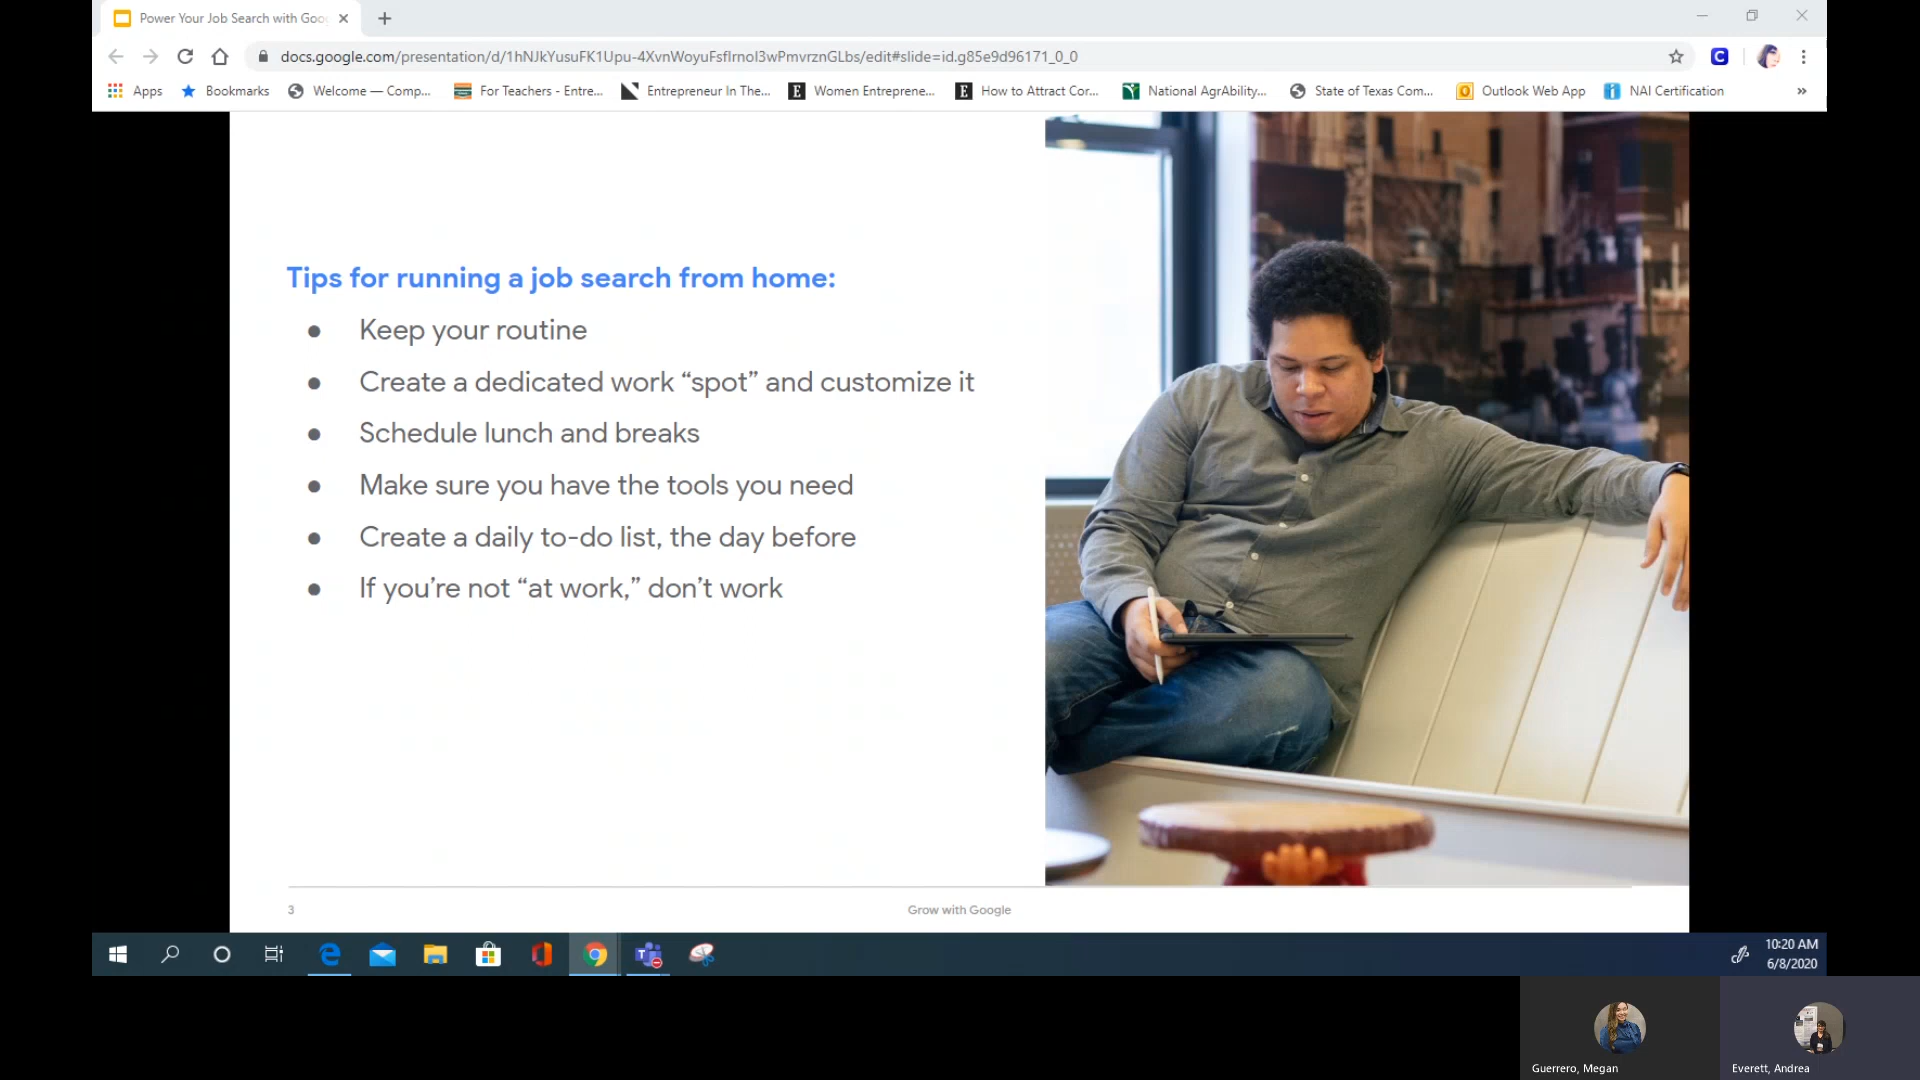 Power Your Job Search with Goo
docs.google.com/presentation/d/1hNJkYusuFK1Upu-4XvnWoyuFsflrnoI3wPmvrznGLbs/edit#slide=id.g85e9d96171_0_0
Apps Bookmarks Welcome — Comp... For Teachers - Entre... Entrepreneur In The... Women Entreprene... How to Attract Cor... National AgrAbility... State of Texas Com... Outlook Web App NAI Certification
Tips for running a job search from home:
● Keep your routine
● Create a dedicated work “spot” and customize it
● Schedule lunch and breaks
● Make sure you have the tools you need
● Create a daily to-do list, the day before
● If you’re not “at work,” don’t work
3 Grow with Google
10:20 AM
6/8/2020
Guerrero, Megan Everett, Andrea